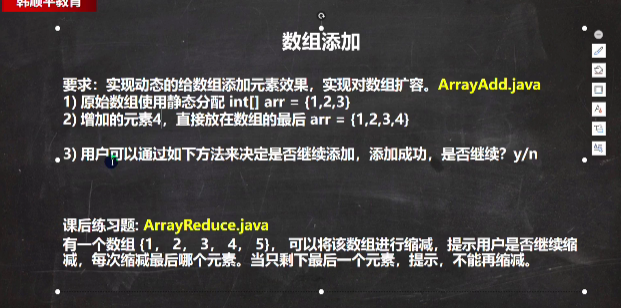 韩顺平教育
数组添加
要求：实现动态的给数组添加元素效果，实现对数组扩容。ArrayAdd.java
1) 原始数组使用静态分配 int[] arr = {1,2,3}
2) 增加的元素4，直接放在数组的最后 arr = {1,2,3,4}
3) 用户可以通过如下方法来决定是否继续添加，添加成功，是否继续？y/n
课后练习题: ArrayReduce.java
有一个数组 {1， 2， 3， 4， 5}， 可以将该数组进行缩减，提示用户是否继续缩
减，每次缩减最后哪个元素。当只剩下最后一个元素，提示，不能再缩减。